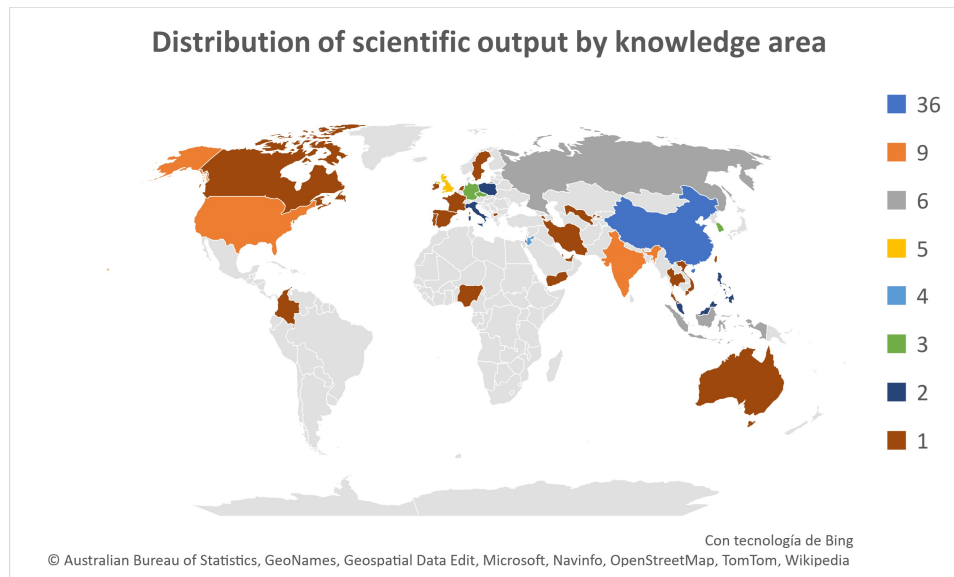 Distribution of scientific output by knowledge area
36
9
6
5
4
3
2
1
Con tecnología de Bing
© Australian Bureau of Statistics, GeoNames, Geospatial Data Edit, Microsoft, Navinfo, OpenStreetMap, TomTom, Wikipedia